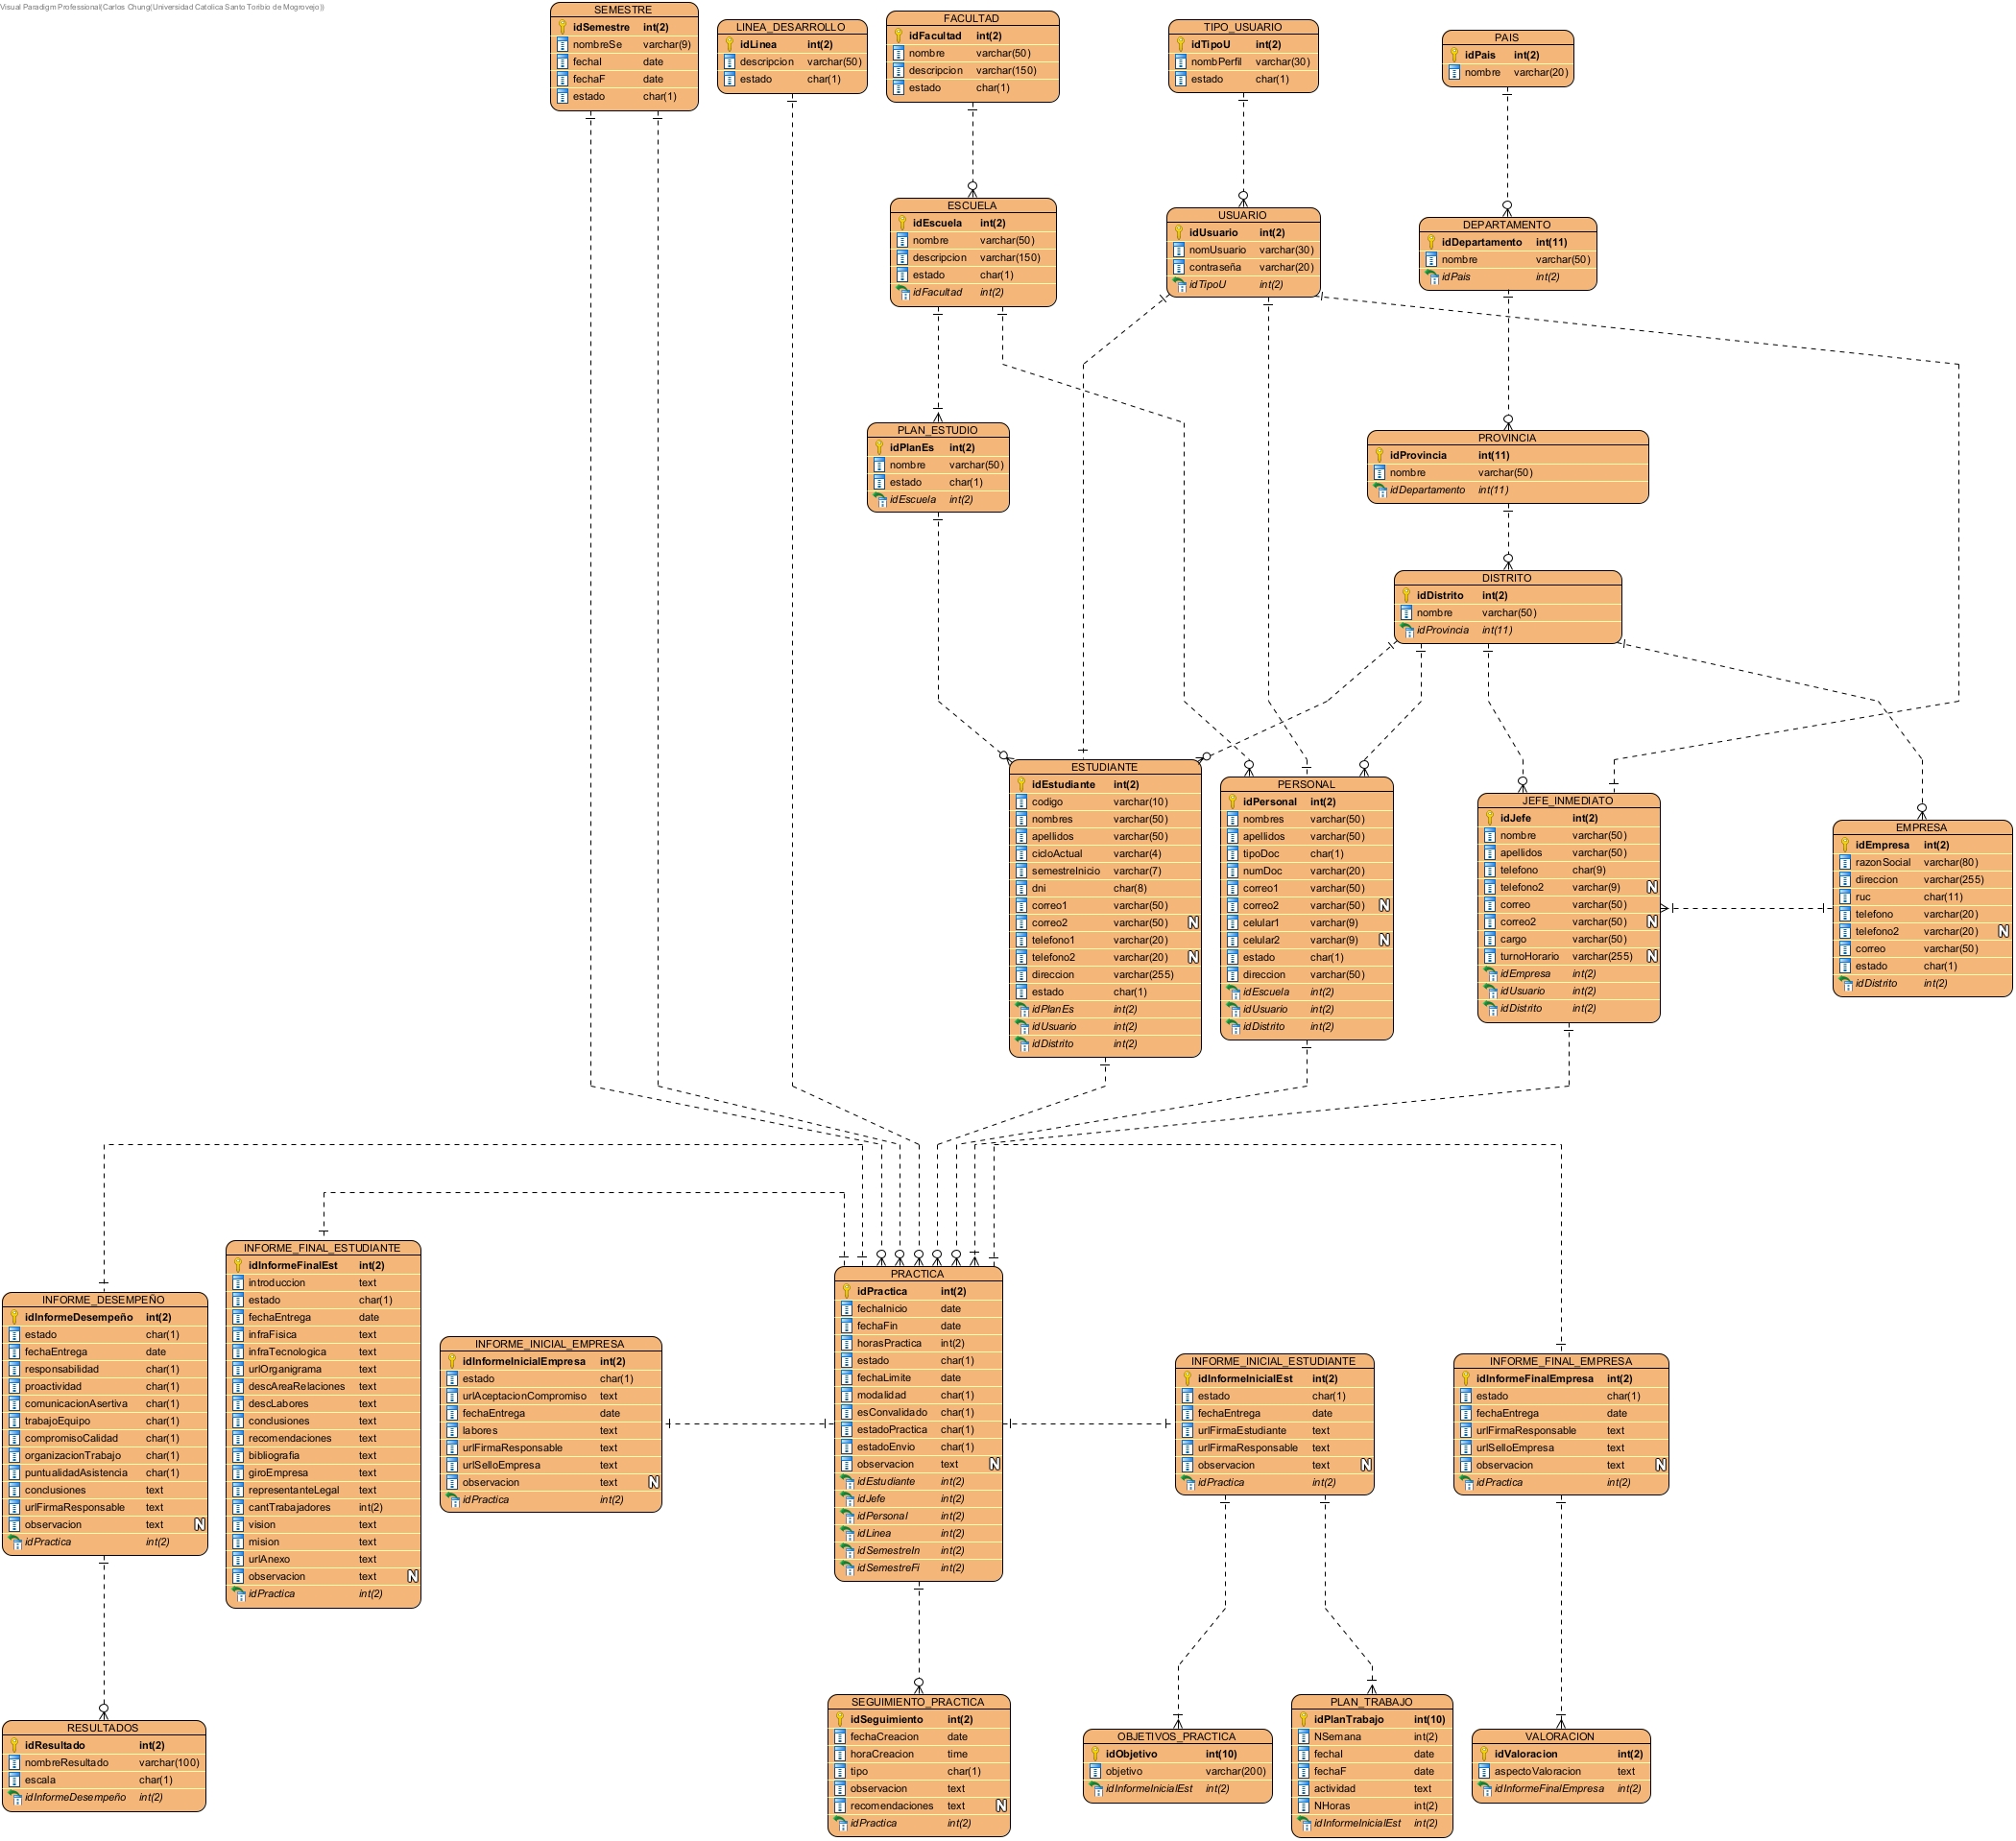 Visual Paradigm Professional(Carlos Chung(Universidad Catolica Santo Toribio de Mogrovejo))
SEMESTRE
idSemestre int(2)
nombreSe varchar(9)
fechaI date
fechaF date
estado char(1)
LINEA_DESARROLLO
idLinea int(2)
descripcion varchar(50)
estado char(1)
FACULTAD
idFacultad int(2)
nombre varchar(50)
descripcion varchar(150)
estado char(1)
TIPO_USUARIO
idTipoU int(2)
nombPerfil varchar(30)
estado char(1)
PAIS
idPais int(2)
nombre varchar(20)
ESCUELA
idEscuela int(2)
nombre varchar(50)
descripcion varchar(150)
estado char(1)
idFacultad int(2)
USUARIO
idUsuario int(2)
nomUsuario varchar(30)
contraseña varchar(20)
idTipoU int(2)
DEPARTAMENTO
idDepartamento int(11)
nombre varchar(50)
idPais int(2)
PLAN_ESTUDIO
idPlanEs int(2)
nombre varchar(50)
estado char(1)
idEscuela int(2)
PROVINCIA
idProvincia int(11)
nombre varchar(50)
idDepartamento int(11)
DISTRITO
idDistrito int(2)
nombre varchar(50)
idProvincia int(11)
ESTUDIANTE
idEstudiante int(2)
codigo varchar(10)
nombres varchar(50)
apellidos varchar(50)
cicloActual varchar(4)
semestreInicio varchar(7)
dni char(8)
correo1 varchar(50)
correo2 varchar(50) N
telefono1 varchar(20)
telefono2 varchar(20) N
direccion varchar(255)
estado char(1)
idPlanEs int(2)
idUsuario int(2)
idDistrito int(2)
PERSONAL
idPersonal int(2)
nombres varchar(50)
apellidos varchar(50)
tipoDoc char(1)
numDoc varchar(20)
correo1 varchar(50)
correo2 varchar(50) N
celular1 varchar(9)
celular2 varchar(9) N
estado char(1)
direccion varchar(50)
idEscuela int(2)
idUsuario int(2)
idDistrito int(2)
JEFE_INMEDIATO
idJefe int(2)
nombre varchar(50)
apellidos varchar(50)
telefono char(9)
telefono2 varchar(9) N
correo varchar(50)
correo2 varchar(50) N
cargo varchar(50)
turnoHorario varchar(255) N
idEmpresa int(2)
idUsuario int(2)
idDistrito int(2)
EMPRESA
idEmpresa int(2)
razonSocial varchar(80)
direccion varchar(255)
ruc char(11)
telefono varchar(20)
telefono2 varchar(20) N
correo varchar(50)
estado char(1)
idDistrito int(2)
INFORME_DESEMPEÑO
idInformeDesempeño int(2)
estado char(1)
fechaEntrega date
responsabilidad char(1)
proactividad char(1)
comunicacionAsertiva char(1)
trabajoEquipo char(1)
compromisoCalidad char(1)
organizacionTrabajo char(1)
puntualidadAsistencia char(1)
conclusiones text
urlFirmaResponsable text
observacion text N
idPractica int(2)
INFORME_FINAL_ESTUDIANTE
idInformeFinalEst int(2)
introduccion text
estado char(1)
fechaEntrega date
infraFisica text
infraTecnologica text
urlOrganigrama text
descAreaRelaciones text
descLabores text
conclusiones text
recomendaciones text
bibliografia text
giroEmpresa text
representanteLegal text
cantTrabajadores int(2)
vision text
mision text
urlAnexo text
observacion text N
idPractica int(2)
INFORME_INICIAL_EMPRESA
idInformeInicialEmpresa int(2)
estado char(1)
urlAceptacionCompromiso text
fechaEntrega date
labores text
urlFirmaResponsable text
urlSelloEmpresa text
observacion text N
idPractica int(2)
PRACTICA
idPractica int(2)
fechaInicio date
fechaFin date
horasPractica int(2)
estado char(1)
fechaLimite date
modalidad char(1)
esConvalidado char(1)
estadoPractica char(1)
estadoEnvio char(1)
observacion text N
idEstudiante int(2)
idJefe int(2)
idPersonal int(2)
idLinea int(2)
idSemestreIn int(2)
idSemestreFi int(2)
INFORME_INICIAL_ESTUDIANTE
idInformeInicialEst int(2)
estado char(1)
fechaEntrega date
urlFirmaEstudiante text
urlFirmaResponsable text
observacion text N
idPractica int(2)
INFORME_FINAL_EMPRESA
idInformeFinalEmpresa int(2)
estado char(1)
fechaEntrega date
urlFirmaResponsable text
urlSelloEmpresa text
observacion text N
idPractica int(2)
RESULTADOS
idResultado int(2)
nombreResultado varchar(100)
escala char(1)
idInformeDesempeño int(2)
SEGUIMIENTO_PRACTICA
idSeguimiento int(2)
fechaCreacion date
horaCreacion time
tipo char(1)
observacion text
recomendaciones text N
idPractica int(2)
OBJETIVOS_PRACTICA
idObjetivo int(10)
objetivo varchar(200)
idInformeInicialEst int(2)
PLAN_TRABAJO
idPlanTrabajo int(10)
NSemana int(2)
fechaI date
fechaF date
actividad text
NHoras int(2)
idInformeInicialEst int(2)
VALORACION
idValoracion int(2)
aspectoValoracion text
idInformeFinalEmpresa int(2)